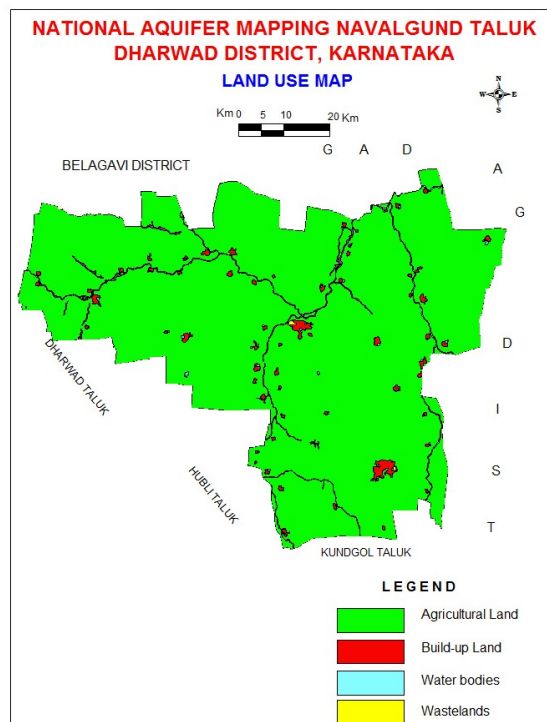 NATIONAL AQUIFER MAPPING NAVALGUND TALUK
DHARWAD DISTRICT, KARNATAKA
LAND USE MAP
N
W E
S
Km 0 5 10 20 Km
G A D A G
BELAGAVI DISTRICT
D I S T
DHARWAD TALUK
HUBLI TALUK
KUNDGOL TALUK
LEGEND
Agricultural Land
Build-up Land
Water bodies
Wastelands